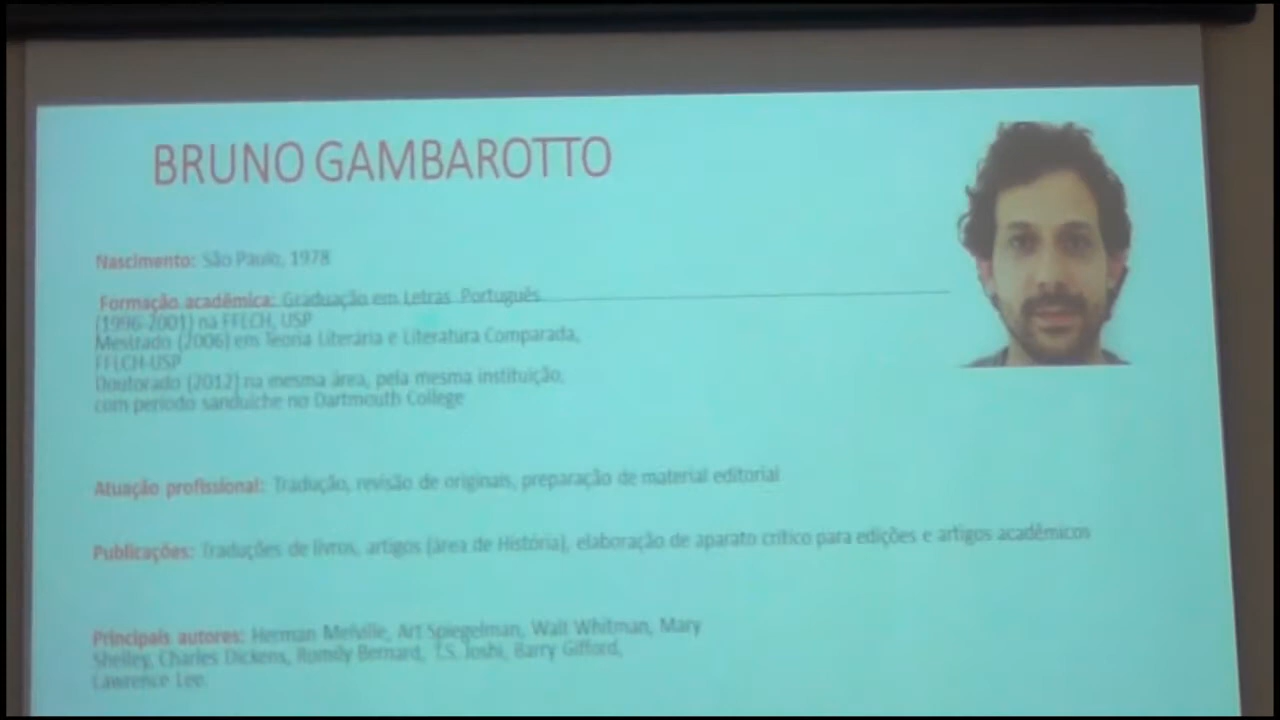 BRUNO GAMBAROTTO
Nascimento: São Paulo, 1978
Formação acadêmica: Graduação em Letras Português
(1996-2001) na FFLCH, USP
Mestrado (2006) em Teoria Literária e Literatura Comparada,
FFLCH-USP
Doutorado (2012) na mesma área, pela mesma instituição,
com período sanduíche no Dartmouth College
Atuação profissional: Tradução, revisão de originais, preparação de material editorial
Publicações: Traduções de livros, artigos (área de História), elaboração de aparato crítico para edições e artigos acadêmicos
Principais autores: Herman Melville, Art Spiegelman, Walt Whitman, Mary
Shelley, Charles Dickens, Romily Bernard, T.S. Joshi, Barry Gifford,
Lawrence Lee